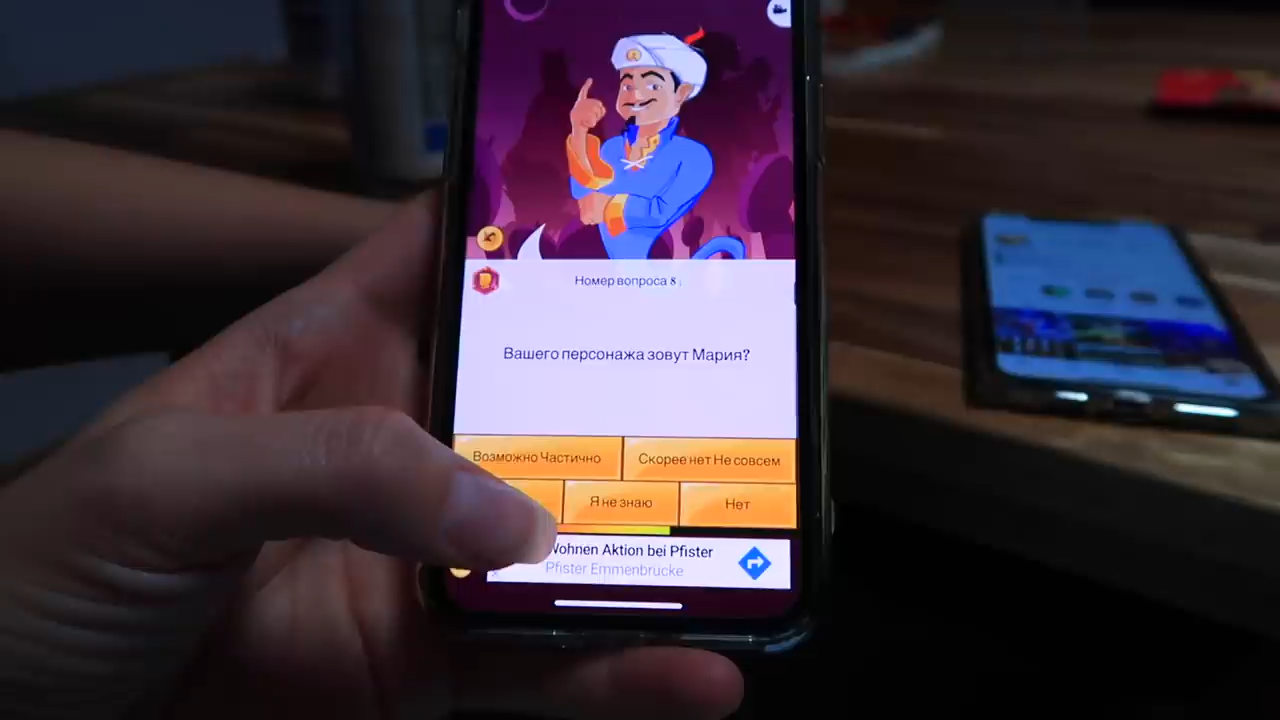 Номер вопроса 8
Вашего персонажа зовут Мария?
Возможно Частично
Скорее нет Не совсем
Я не знаю
Нет
Wohnen Aktion bei Pfister
Pfister Emmenbrücke